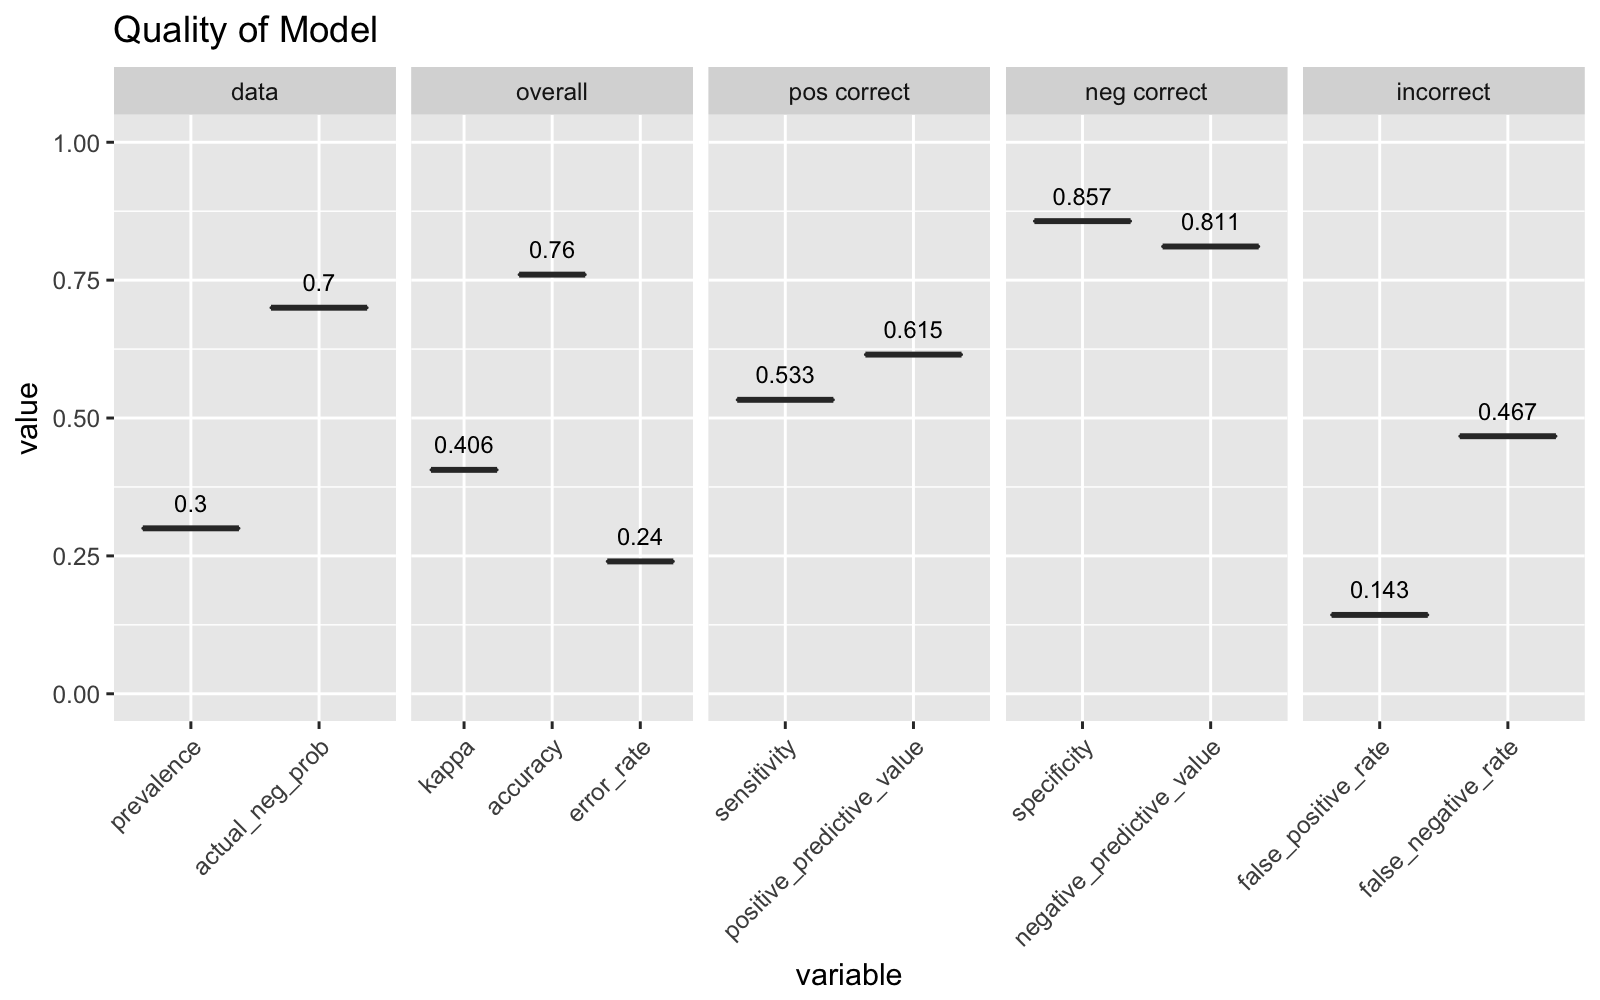 Quality of Model
data
overall
pos correct
neg correct
incorrect
value
1.00
0.75
0.50
0.25
0.00
0.3
0.7
0.406
0.76
0.24
0.533
0.615
0.857
0.811
0.143
0.467
prevalence
actual_neg_prob
kappa
accuracy
error_rate
sensitivity
positive_predictive_value
specificity
negative_predictive_value
false_positive_rate
false_negative_rate
variable